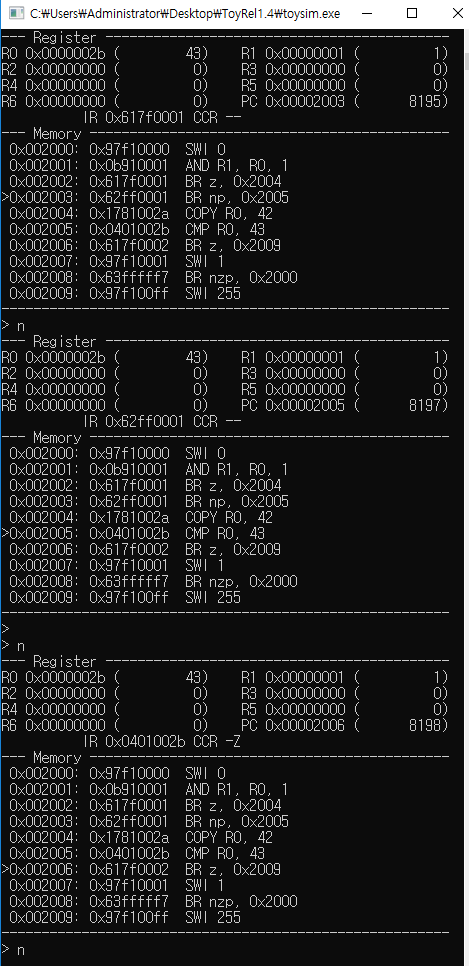 C:₩Users₩Administrator₩Desktop₩ToyRel1.4₩toysim.exe
--- Register -------------------------------------------
R0 0x0000002b (        43)    R1 0x00000001 (         1)
R2 0x00000000 (         0)    R3 0x00000000 (         0)
R4 0x00000000 (         0)    R5 0x00000000 (         0)
R6 0x00000000 (         0)    PC 0x00002003 (      8195)
          IR 0x617f0001 CCR --
--- Memory ---------------------------------------------
 0x002000: 0x97f10000  SWI 0
 0x002001: 0x0b910001  AND R1, R0, 1
 0x002002: 0x617f0001  BR z, 0x2004
>0x002003: 0x62ff0001  BR np, 0x2005
 0x002004: 0x1781002a  COPY R0, 42
 0x002005: 0x0401002b  CMP R0, 43
 0x002006: 0x617f0002  BR z, 0x2009
 0x002007: 0x97f10001  SWI 1
 0x002008: 0x63fffff7  BR nzp, 0x2000
 0x002009: 0x97f100ff  SWI 255
--------------------------------------------------------
> n
--- Register -------------------------------------------
R0 0x0000002b (        43)    R1 0x00000001 (         1)
R2 0x00000000 (         0)    R3 0x00000000 (         0)
R4 0x00000000 (         0)    R5 0x00000000 (         0)
R6 0x00000000 (         0)    PC 0x00002005 (      8197)
          IR 0x62ff0001 CCR --
--- Memory ---------------------------------------------
 0x002000: 0x97f10000  SWI 0
 0x002001: 0x0b910001  AND R1, R0, 1
 0x002002: 0x617f0001  BR z, 0x2004
 0x002003: 0x62ff0001  BR np, 0x2005
 0x002004: 0x1781002a  COPY R0, 42
>0x002005: 0x0401002b  CMP R0, 43
 0x002006: 0x617f0002  BR z, 0x2009
 0x002007: 0x97f10001  SWI 1
 0x002008: 0x63fffff7  BR nzp, 0x2000
 0x002009: 0x97f100ff  SWI 255
--------------------------------------------------------
>
> n
--- Register -------------------------------------------
R0 0x0000002b (        43)    R1 0x00000001 (         1)
R2 0x00000000 (         0)    R3 0x00000000 (         0)
R4 0x00000000 (         0)    R5 0x00000000 (         0)
R6 0x00000000 (         0)    PC 0x00002006 (      8198)
          IR 0x0401002b CCR -Z
--- Memory ---------------------------------------------
 0x002000: 0x97f10000  SWI 0
 0x002001: 0x0b910001  AND R1, R0, 1
 0x002002: 0x617f0001  BR z, 0x2004
 0x002003: 0x62ff0001  BR np, 0x2005
 0x002004: 0x1781002a  COPY R0, 42
 0x002005: 0x0401002b  CMP R0, 43
>0x002006: 0x617f0002  BR z, 0x2009
 0x002007: 0x97f10001  SWI 1
 0x002008: 0x63fffff7  BR nzp, 0x2000
 0x002009: 0x97f100ff  SWI 255
--------------------------------------------------------
> n